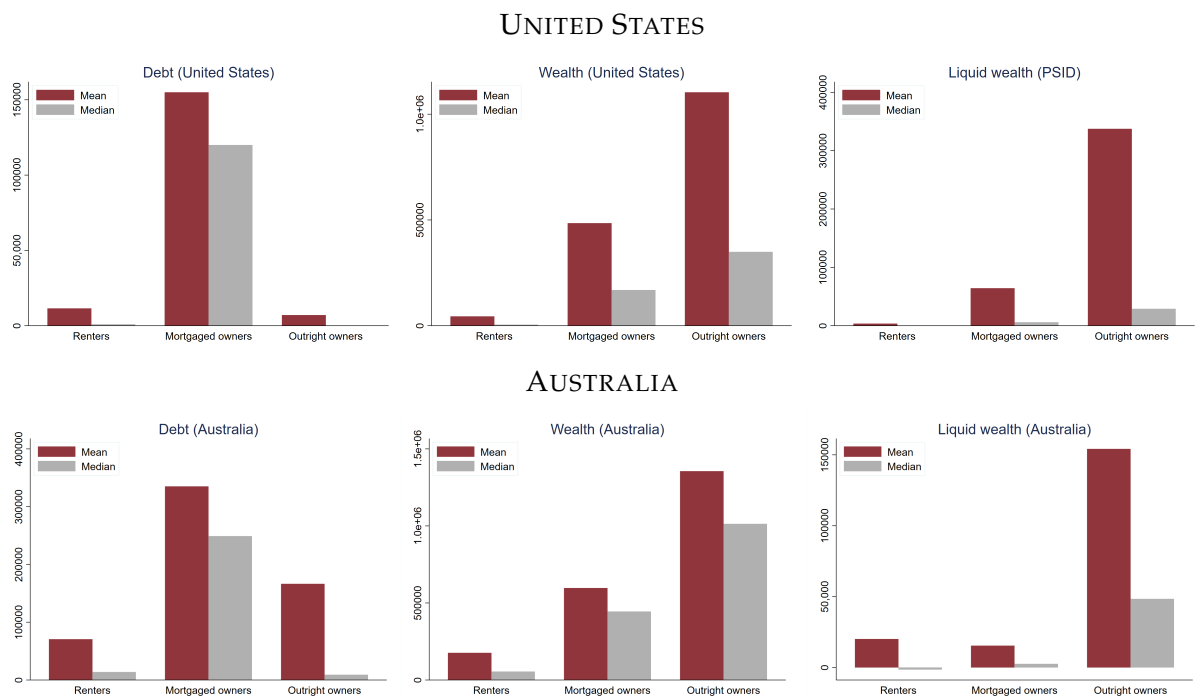 UNITED STATES
Debt (United States)
Mean
Median
150000
100000
50,000
0
Renters
Mortgaged owners
Outright owners
Wealth (United States)
Mean
Median
1.0e+06
500000
0
Renters
Mortgaged owners
Outright owners
Liquid wealth (PSID)
Mean
Median
400000
300000
200000
100000
0
Renters
Mortgaged owners
Outright owners
AUSTRALIA
Debt (Australia)
Mean
Median
400000
300000
200000
100000
0
Renters
Mortgaged owners
Outright owners
Wealth (Australia)
Mean
Median
1.5e+06
1.0e+06
500000
0
Renters
Mortgaged owners
Outright owners
Liquid wealth (Australia)
Mean
Median
150000
100000
50,000
0
Renters
Mortgaged owners
Outright owners